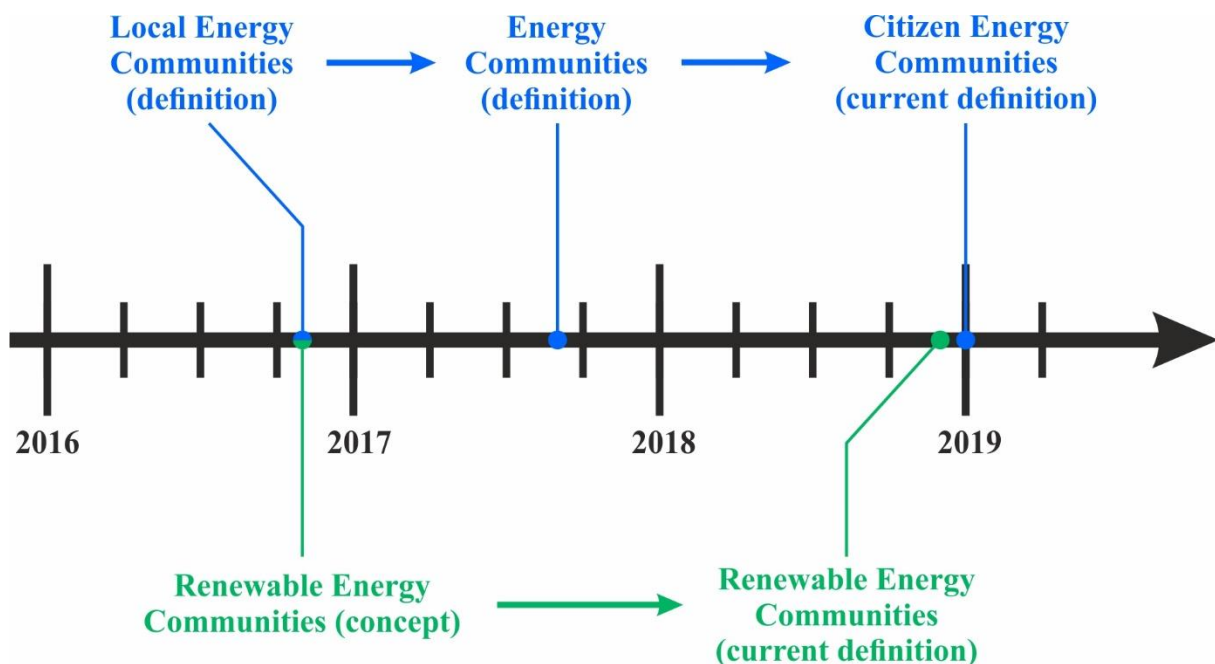 Local Energy
Communities
(definition)
Energy
Communities
(definition)
Citizen Energy
Communities
(current definition)
2016
2017
2018
2019
Renewable Energy
Communities (concept)
Renewable Energy
Communities
(current definition)